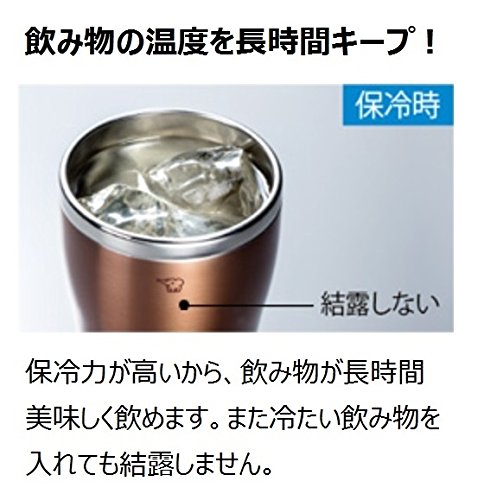 飲み物の温度を長時間キープ！
保冷時
結露しない
保冷力が高いから、飲み物が長時間
美味しく飲めます。また冷たい飲み物を
入れても結露しません。